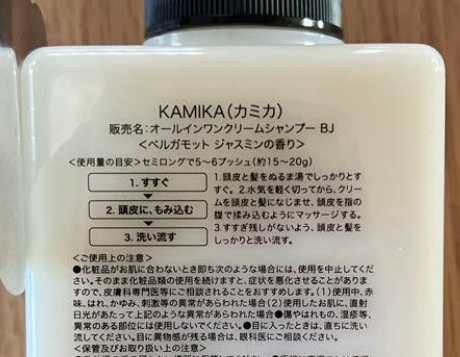 KAMIKA(カミカ)
販売名:オールインワンクリームシャンプー BJ
<ベルガモット ジャスミンの香り>
<使用量の目安>セミロングで5~6プッシュ(約15~20g)
1. すすぐ
2. 頭皮に、もみ込む
3. 洗い流す
1.頭皮と髪をぬるま湯でしっかりとす
すぐ。2.水気を軽く切ってから、クリー
ムを頭皮と髪になじませ、頭皮を指の
腹で揉み込むようにマッサージする。
3.すすぎ残しがないよう、頭皮と髪を
しっかりと洗い流す。
<ご使用上の注意>
●化粧品がお肌に合わないとき即ち次のような場合には、使用を中止してくだ
さい。そのまま化粧品類の使用を続けますと、症状を悪化させることがありま
すので、皮膚科専門医等にご相談されることをおすすめします。(1)使用中、赤
味、はれ、かゆみ、刺激等の異常があらわれた場合(2)使用したお肌に、直射
日光があたって上記のような異常があらわれた場合●傷やはれもの、湿疹等、
異常のある部位には使用しないでください。●目に入ったときは、直ちに洗い
流してください。目に異物感が残る場合は、眼科医にご相談ください。
<保管及びお取り扱い上の注意>